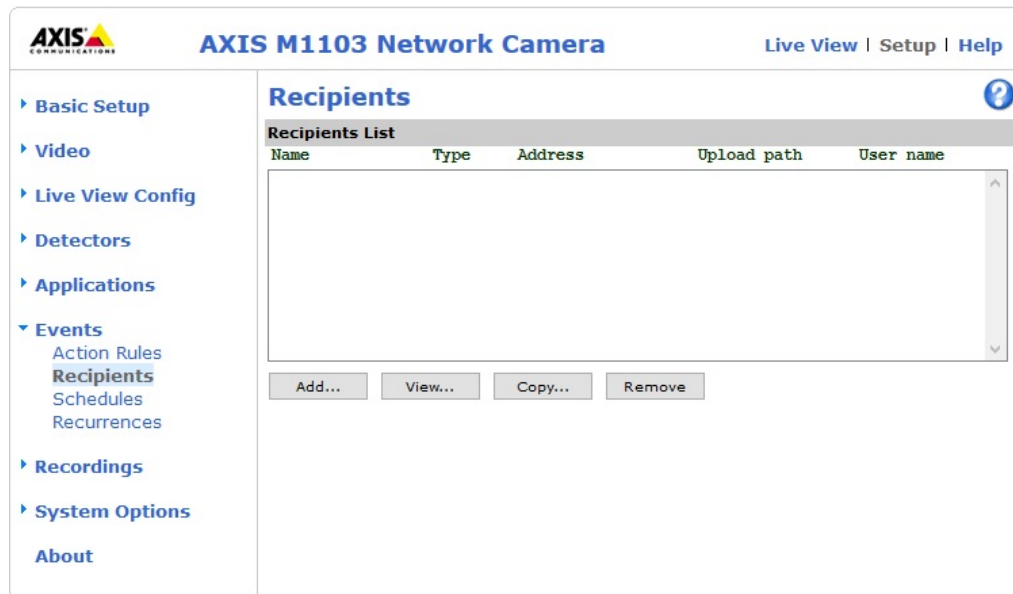 AXIS
COMMUNICATIONS
AXIS M1103 Network Camera
Live View | Setup | Help
Basic Setup
Video
Live View Config
Detectors
Applications
Events
Action Rules
Recipients
Schedules
Recurrences
Recordings
System Options
About
Recipients
?
Recipients List
Name Type Address Upload path User name
Add... View... Copy... Remove